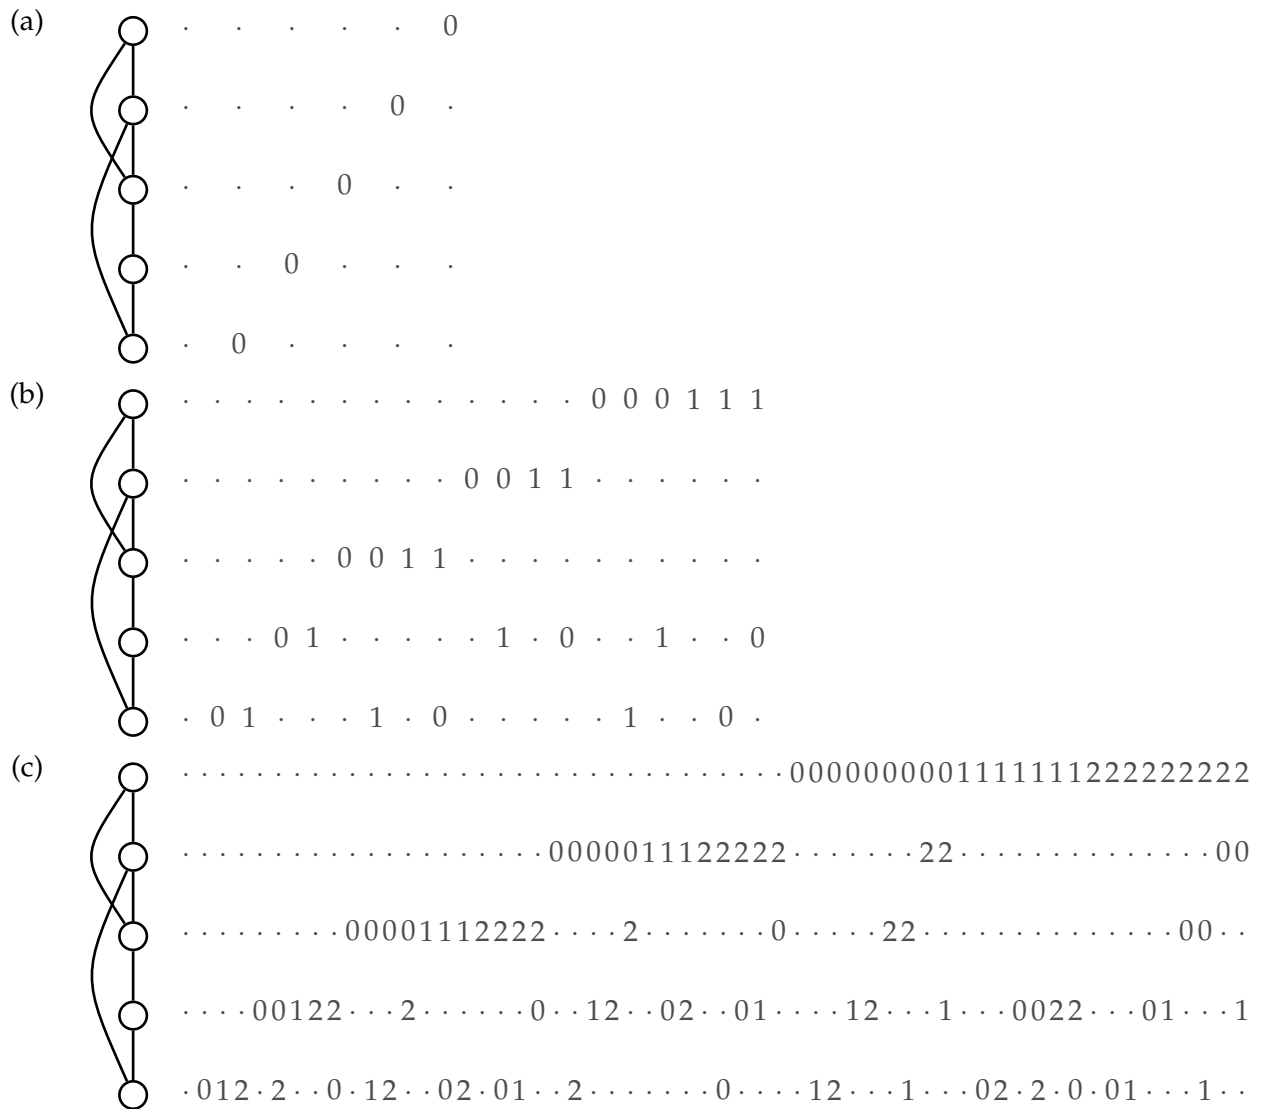 (a) · · · · · 0
· · · · 0 ·
· · · 0 · ·
· · 0 · · ·
· 0 · · · ·
(b) · · · · · · · · · · · · · 0 0 0 1 1 1
· · · · · · · · · 0 0 1 1 · · · · · ·
· · · · · 0 0 1 1 · · · · · · · · · ·
· · · 0 1 · · · · · 1 · 0 · · 1 · · 0
· 0 1 · · · 1 · 0 · · · · · 1 · · 0 ·
(c) ·································0000000001111111222222222
····················0000011122222·······22··············00
·········00001112222····2·······0·····22··············00··
····00122···2······0··12··02··01····12···1···0022···01···1
·012·2··0·12··02·01··2·······0····12···1···02·2·0·01···1··